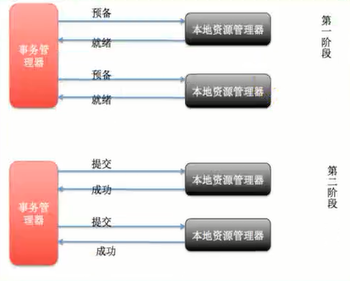 预备
本地资源管理器
就绪
事务管
理器
预备
本地资源管理器
就绪
第一阶段
提交
本地资源管理器
成功
事务管
理器
提交
本地资源管理器
成功
第二阶段